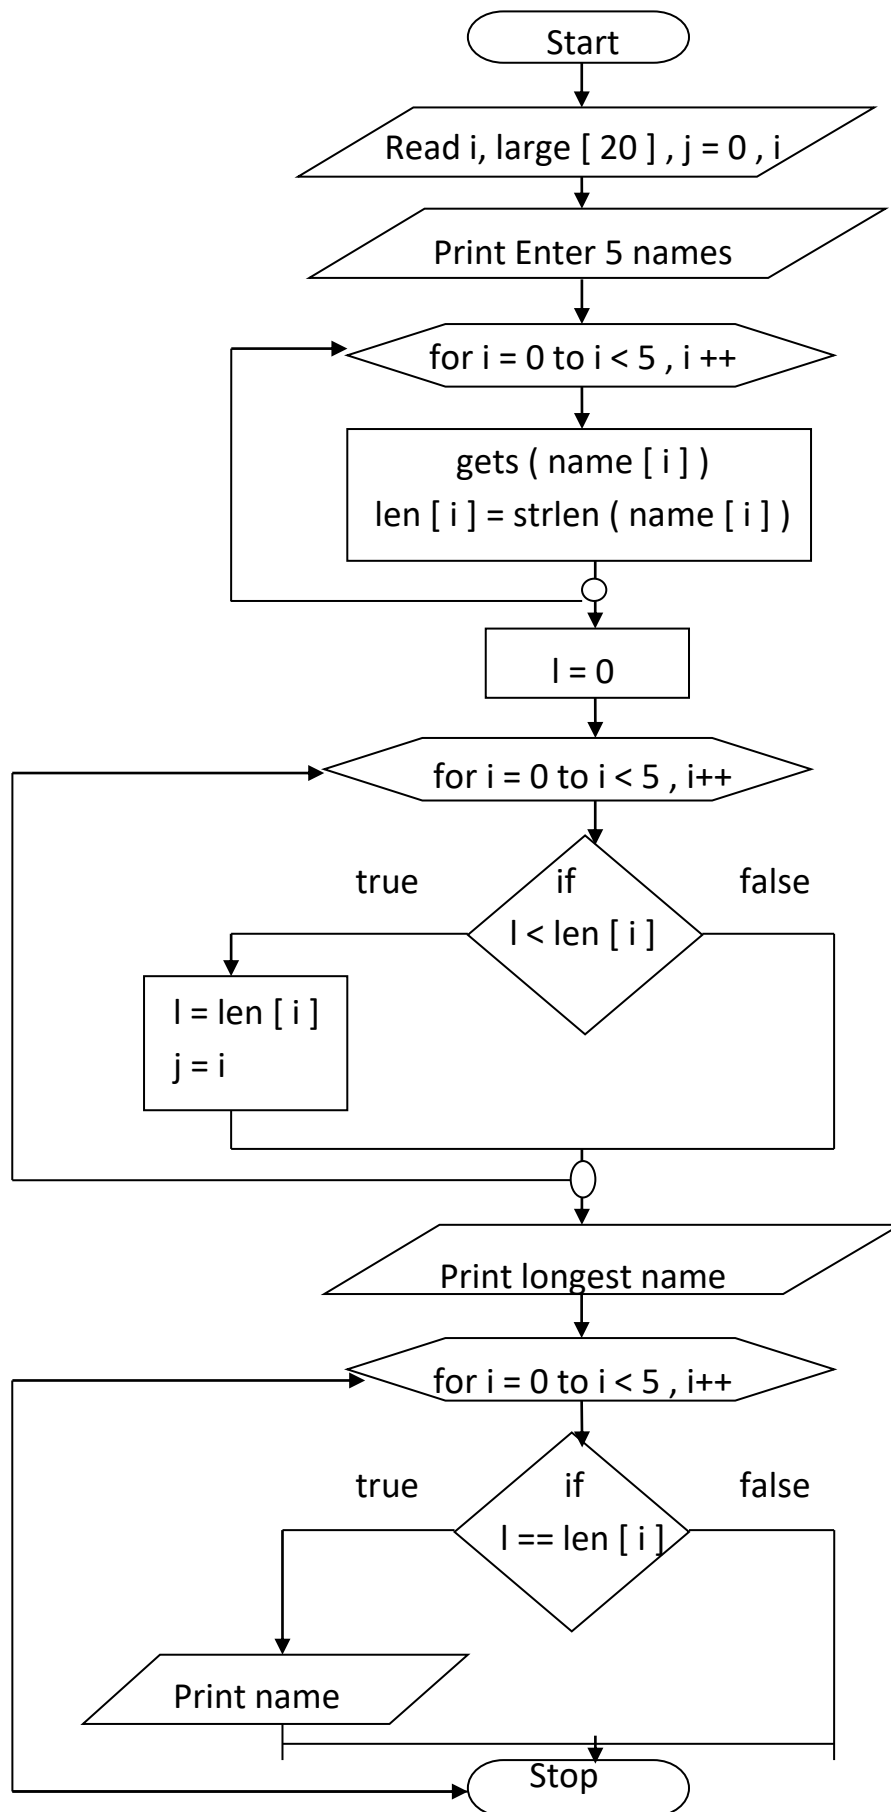 Start
Read i, large [ 20 ] , j = 0 , i
Print Enter 5 names
for i = 0 to i < 5 , i ++
gets ( name [ i ] )
len [ i ] = strlen ( name [ i ] )
l = 0
for i = 0 to i < 5 , i++
true if false
l < len [ i ]
l = len [ i ]
j = i
Print longest name
for i = 0 to i < 5 , i++
true if false
l == len [ i ]
Print name
Stop